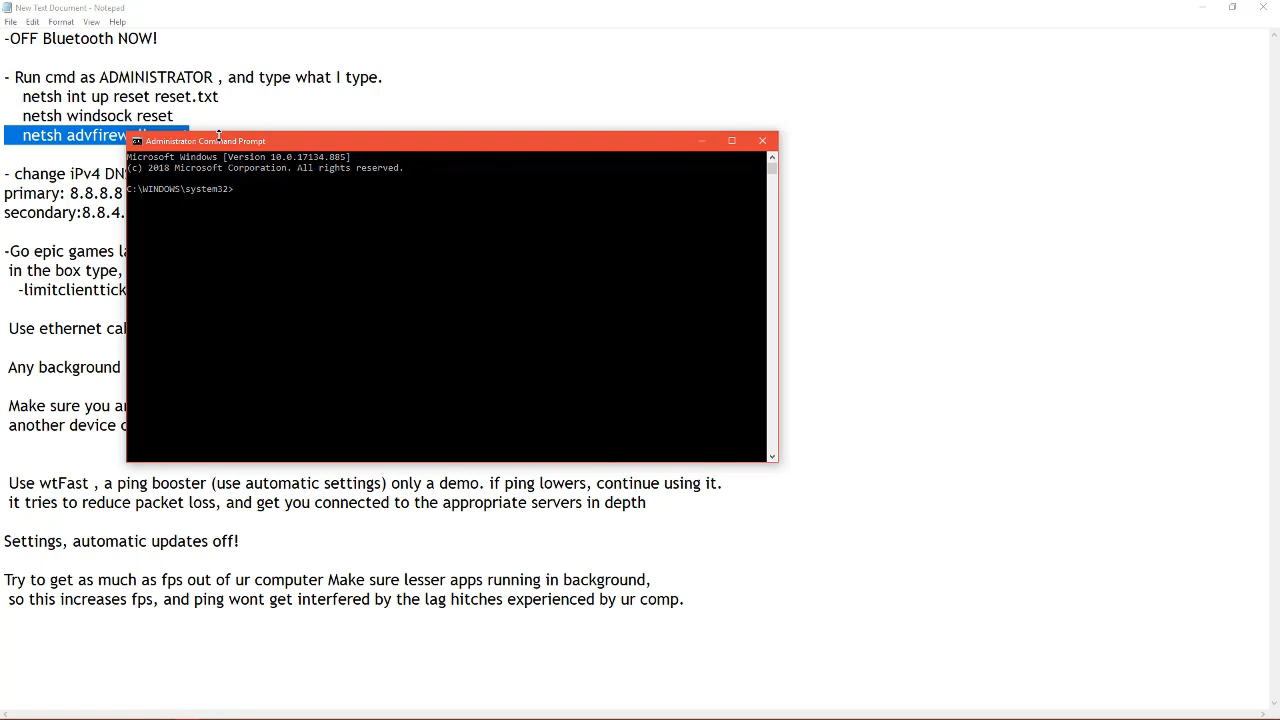 New Text Document - Notepad
File Edit Format View Help
-OFF Bluetooth NOW!
- Run cmd as ADMINISTRATOR , and type what I type.
netsh int up reset reset.txt
netsh windsock reset
netsh advfirew
Administrator: Command Prompt
Microsoft Windows [Version 10.0.17134.885]
(c) 2018 Microsoft Corporation. All rights reserved.
C:\WINDOWS\system32>
- change iPv4 DN
primary: 8.8.8.8
secondary:8.8.4.
-Go epic games l
in the box type,
-limitclienttick
Use ethernet ca
Any background
Make sure you a
another device
Use wtFast , a ping booster (use automatic settings) only a demo. if ping lowers, continue using it.
it tries to reduce packet loss, and get you connected to the appropriate servers in depth
Settings, automatic updates off!
Try to get as much as fps out of ur computer Make sure lesser apps running in background,
so this increases fps, and ping wont get interfered by the lag hitches experienced by ur comp.